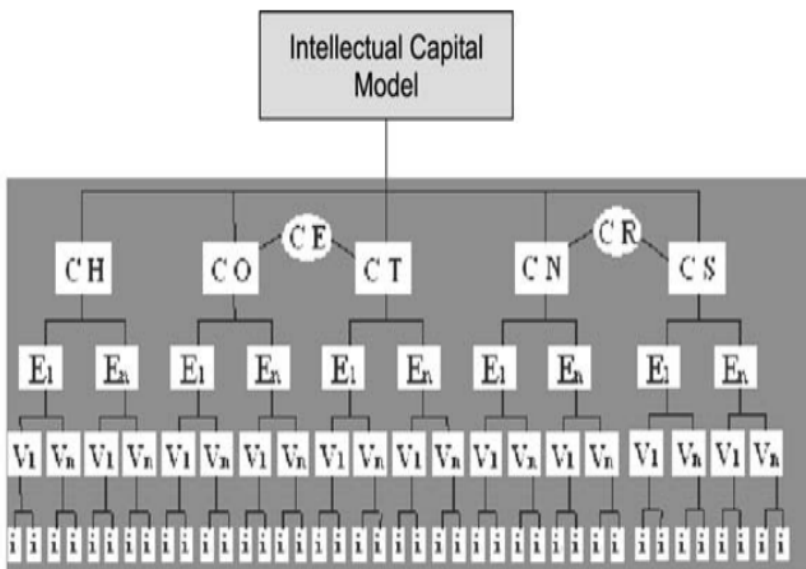 Intellectual Capital
Model
CE CR
CH CO CT CN CS
E1 En E1 En E1 En E1 En E1 En
V1 Vn V1 Vn V1 Vn V1 Vn V1 Vn V1 Vn V1 Vn V1 Vn V1 Vn V1 Vn
i i i i i i i i i i i i i i i i i i i i i i i i i i i i i i i i i i i i i i i i